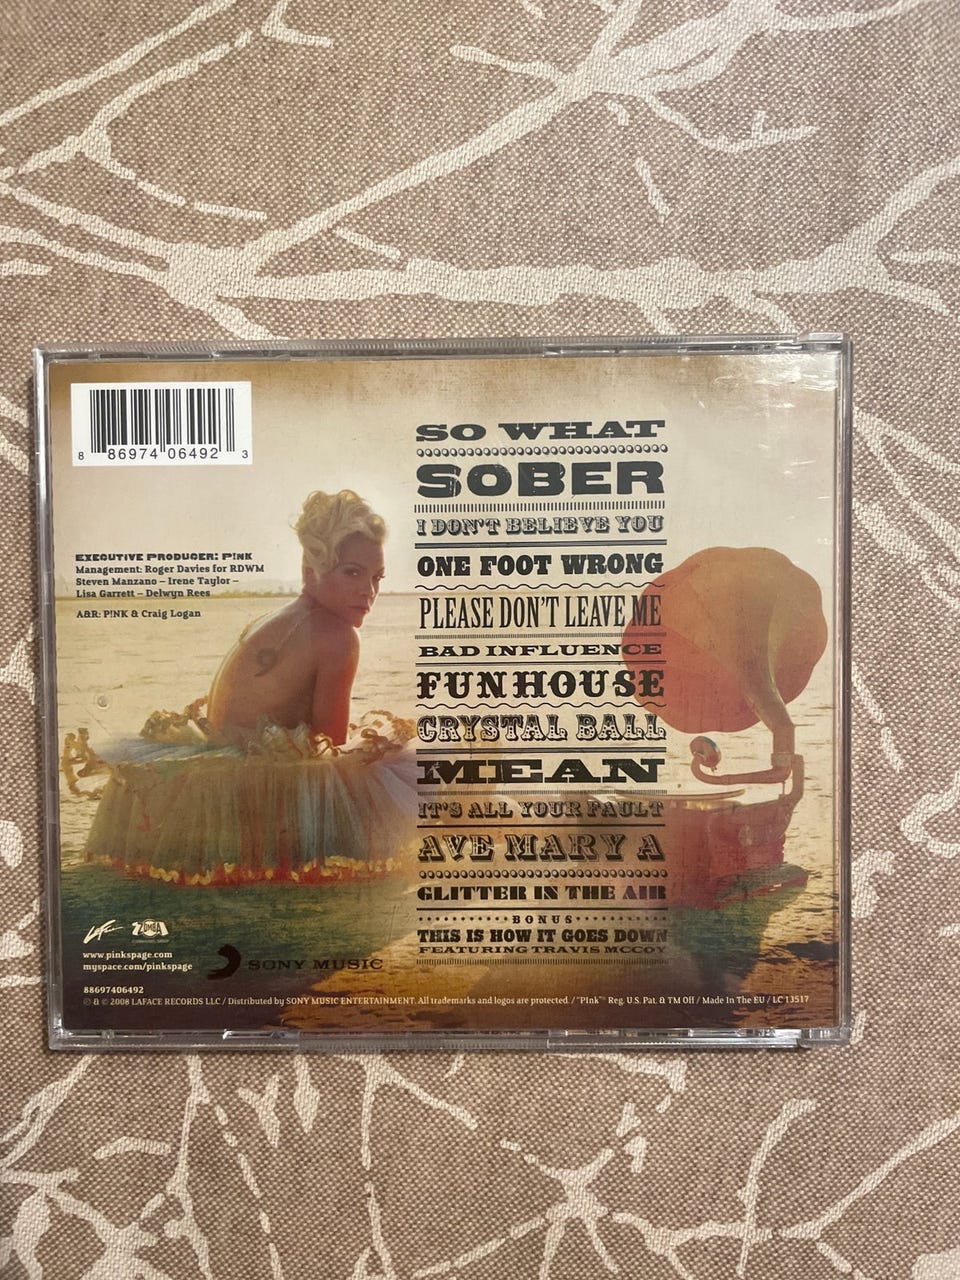 8 86974 06492 3
EXECUTIVE PRODUCER: P!NK
Management: Roger Davies for RDWM
Steven Manzano – Irene Taylor –
Lisa Garrett – Delwyn Rees
A&R: P!NK & Craig Logan
SO WHAT
SOBER
I DON'T BELIEVE YOU
ONE FOOT WRONG
PLEASE DON'T LEAVE ME
BAD INFLUENCE
FUNHOUSE
CRYSTAL BALL
MEAN
IT'S ALL YOUR FAULT
AVE MARY A
GLITTER IN THE AIR
BONUS
THIS IS HOW IT GOES DOWN
FEATURING TRAVIS MCCOY
LaFace
ZOMBA
www.pinkspage.com
myspace.com/pinkspage
SONY MUSIC
88697406492
℗ & © 2008 LAFACE RECORDS LLC / Distributed by SONY MUSIC ENTERTAINMENT. All trademarks and logos are protected. / "P!nk"® Reg. U.S. Pat. & TM Off / Made In The EU / LC 13517